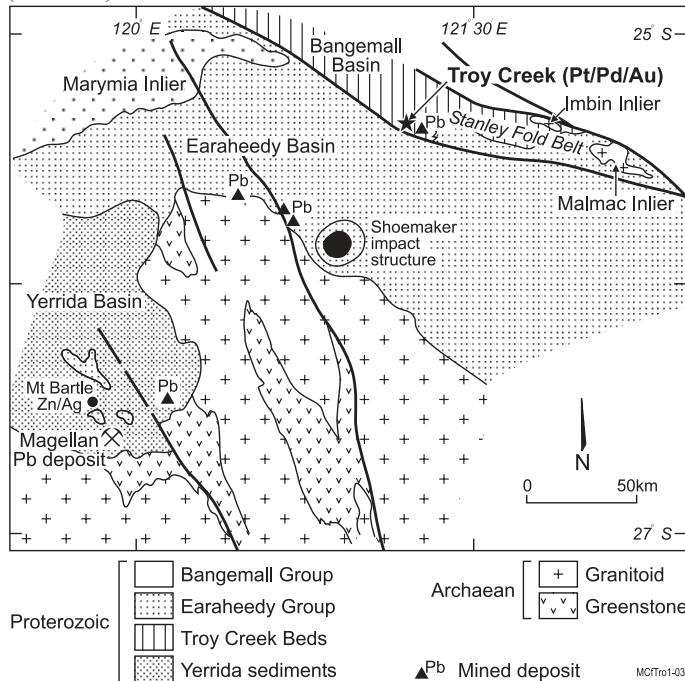 120° E
121°30' E
25° S
Bangemall
Basin
Marymia Inlier
Troy Creek (Pt/Pd/Au)
Imbin Inlier
Pb
Stanley Fold Belt
Earaheedy Basin
Malmac Inlier
Pb
Pb
Shoemaker
impact
structure
Yerrida Basin
Mt Bartle
Zn/Ag
Pb
Magellan
Pb deposit
N
0
50km
27° S
Proterozoic
Bangemall Group
Earaheedy Group
Troy Creek Beds
Yerrida sediments
Archaean
Granitoid
Greenstone
Pb Mined deposit
MCfTro1-03